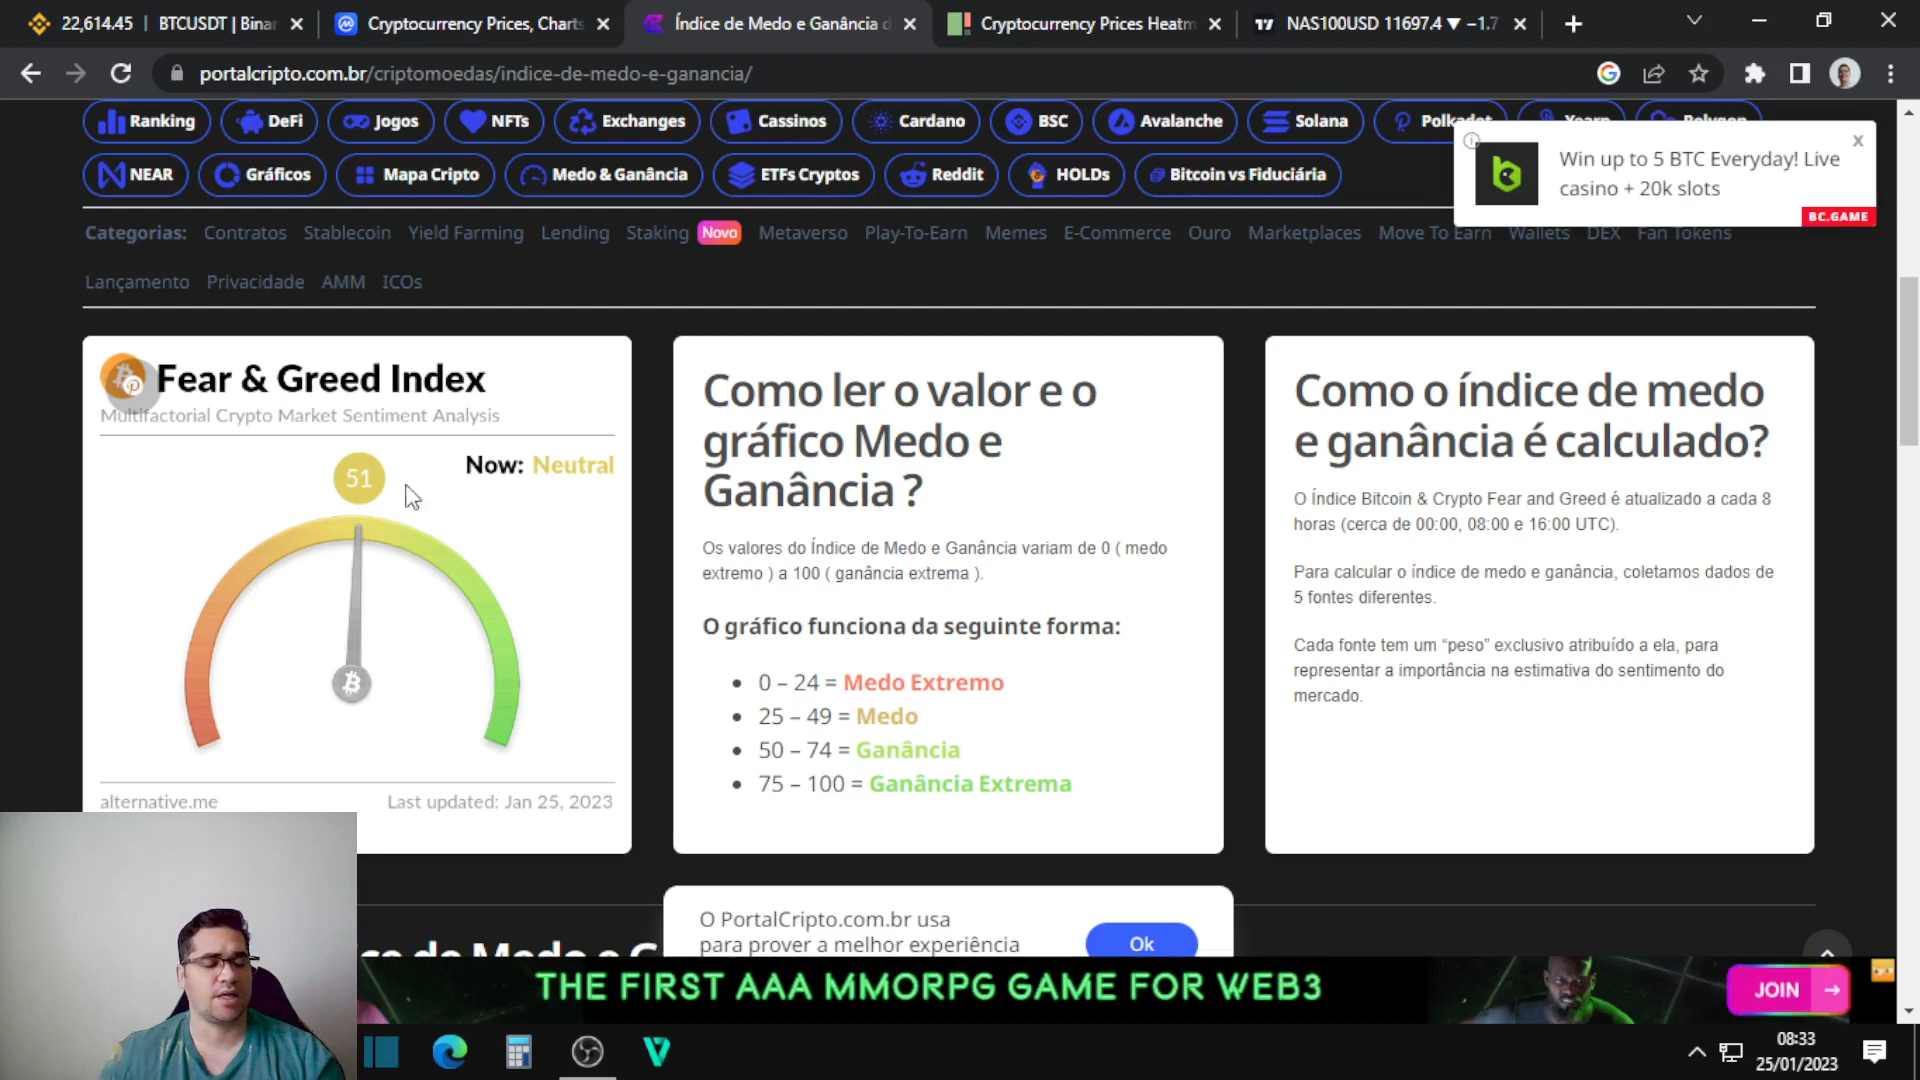 22,614.45 | BTCUSDT | Binan
Cryptocurrency Prices, Charts
Índice de Medo e Ganância d
Cryptocurrency Prices Heatm
NAS100USD 11697.4 ▼ −1.7
portalcripto.com.br/criptomoedas/indice-de-medo-e-ganancia/
Ranking DeFi Jogos NFTs Exchanges Cassinos Cardano BSC Avalanche Solana Polkadot Yearn Polygon
NEAR Gráficos Mapa Cripto Medo & Ganância ETFs Cryptos Reddit HOLDs Bitcoin vs Fiduciária
Win up to 5 BTC Everyday! Live
casino + 20k slots
BC.GAME
Categorias: Contratos Stablecoin Yield Farming Lending Staking Novo Metaverso Play-To-Earn Memes E-Commerce Ouro Marketplaces Move To Earn Wallets DEX Fan Tokens
Lançamento Privacidade AMM ICOs
Fear & Greed Index
Multifactorial Crypto Market Sentiment Analysis
Now: Neutral
51
alternative.me
Last updated: Jan 25, 2023
Como ler o valor e o
gráfico Medo e
Ganância ?
Os valores do Índice de Medo e Ganância variam de 0 ( medo
extremo ) a 100 ( ganância extrema ).
O gráfico funciona da seguinte forma:
0 – 24 = Medo Extremo
25 – 49 = Medo
50 – 74 = Ganância
75 – 100 = Ganância Extrema
Como o índice de medo
e ganância é calculado?
O Índice Bitcoin & Crypto Fear and Greed é atualizado a cada 8
horas (cerca de 00:00, 08:00 e 16:00 UTC).
Para calcular o índice de medo e ganância, coletamos dados de
5 fontes diferentes.
Cada fonte tem um “peso” exclusivo atribuído a ela, para
representar a importância na estimativa do sentimento do
mercado.
O PortalCripto.com.br usa
para prover a melhor experiência
Ok
de Medo e G
THE FIRST AAA MMORPG GAME FOR WEB3
JOIN →
08:33
25/01/2023